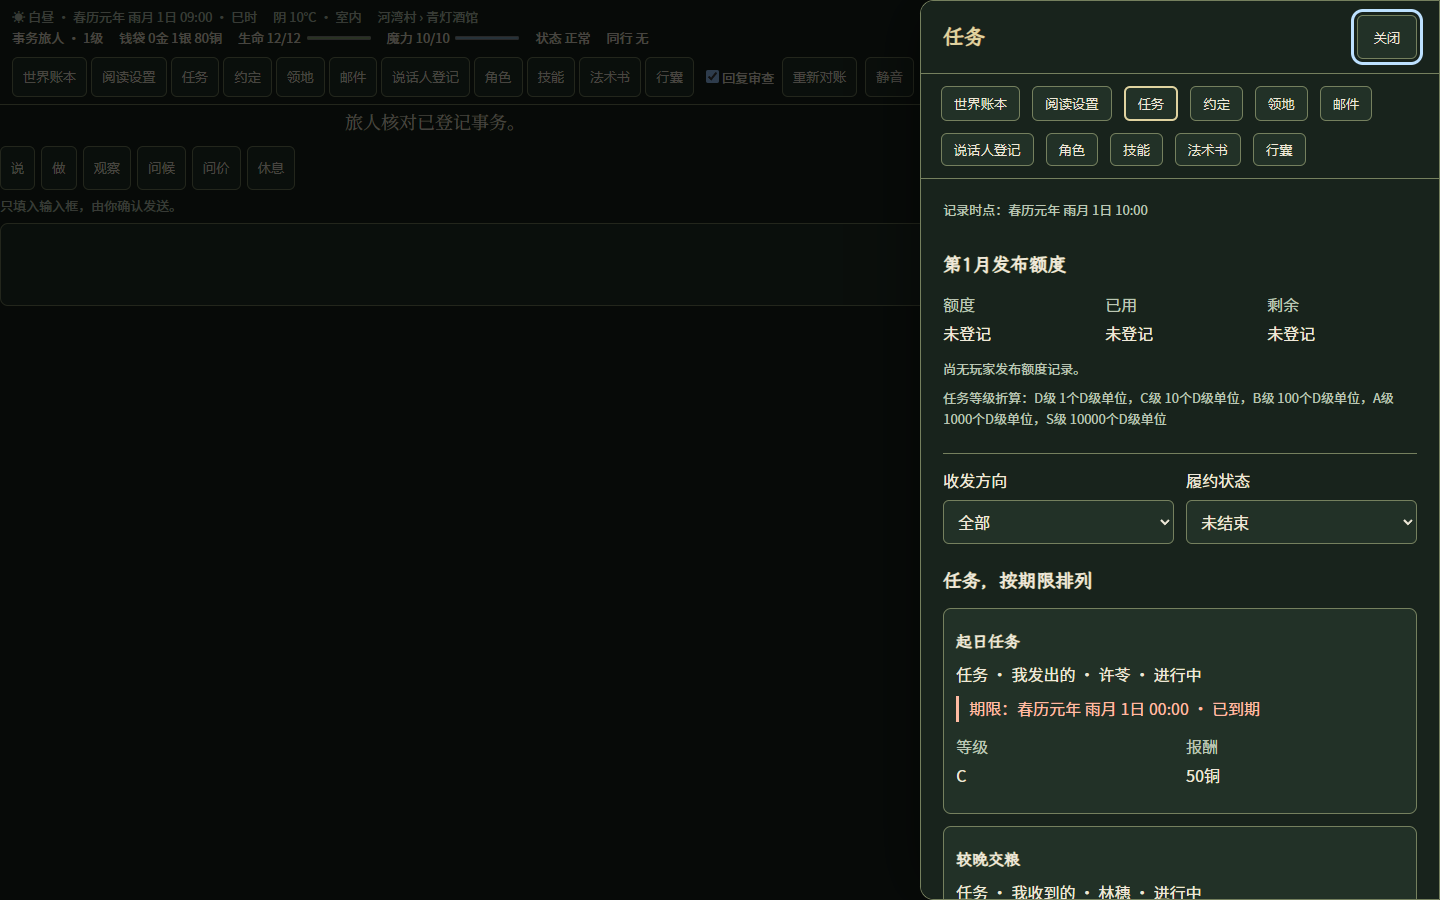 白昼 · 春历元年 雨月 1日 09:00 · 巳时 阴 10°C · 室内 河湾村 › 青灯酒馆
事务旅人 · 1级 钱袋 0金 1银 80铜 生命 12/12 魔力 10/10 状态 正常 同行 无
世界账本 阅读设置 任务 约定 领地 邮件 说话人登记 角色 技能 法术书 行囊 回复审查 重新对账 静音
旅人核对已登记事务。
说 做 观察 问候 问价 休息
只填入输入框，由你确认发送。
任务
关闭
世界账本 阅读设置 任务 约定 领地 邮件
说话人登记 角色 技能 法术书 行囊
记录时点：春历元年 雨月 1日 10:00
第1月发布额度
额度 已用 剩余
未登记 未登记 未登记
尚无玩家发布额度记录。
任务等级折算：D级 1个D级单位，C级 10个D级单位，B级 100个D级单位，A级
1000个D级单位，S级 10000个D级单位
收发方向 履约状态
全部 未结束
任务，按期限排列
起日任务
任务 · 我发出的 · 许苓 · 进行中
期限：春历元年 雨月 1日 00:00 · 已到期
等级 报酬
C 50铜
较晚交粮
任务 · 我收到的 · 林穗 · 进行中